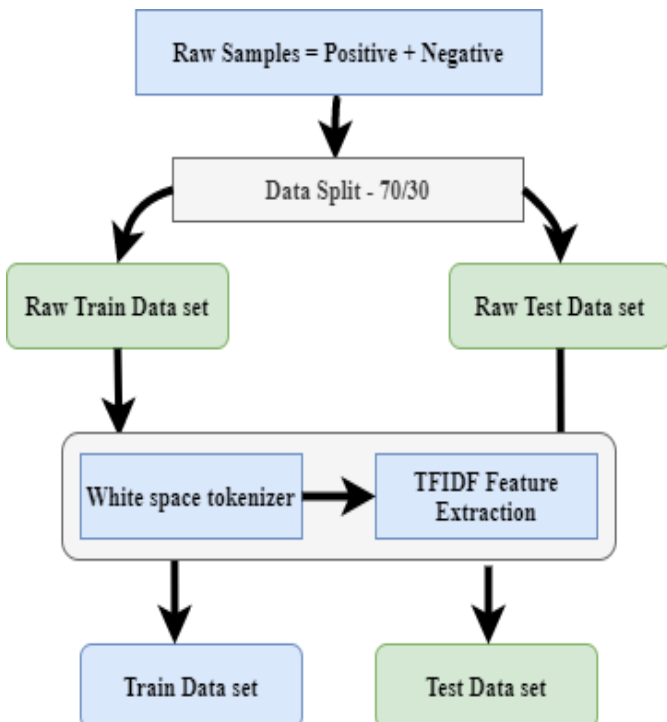 Raw Samples = Positive + Negative
Data Split - 70/30
Raw Train Data set
Raw Test Data set
White space tokenizer
TFIDF Feature
Extraction
Train Data set
Test Data set